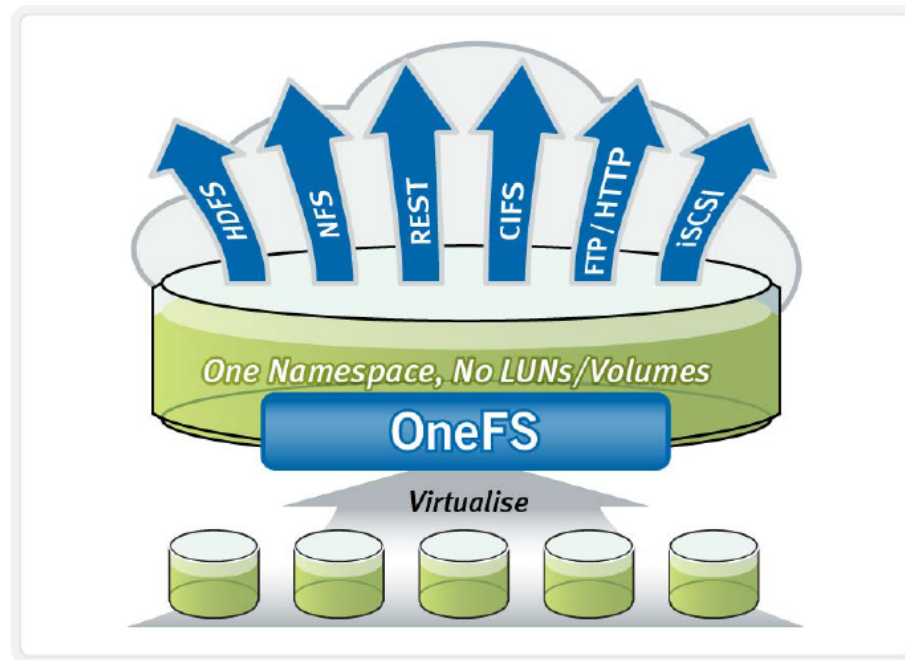 HDFS
NFS
REST
CIFS
FTP / HTTP
iSCSI
One Namespace, No LUNs/Volumes
OneFS
Virtualise